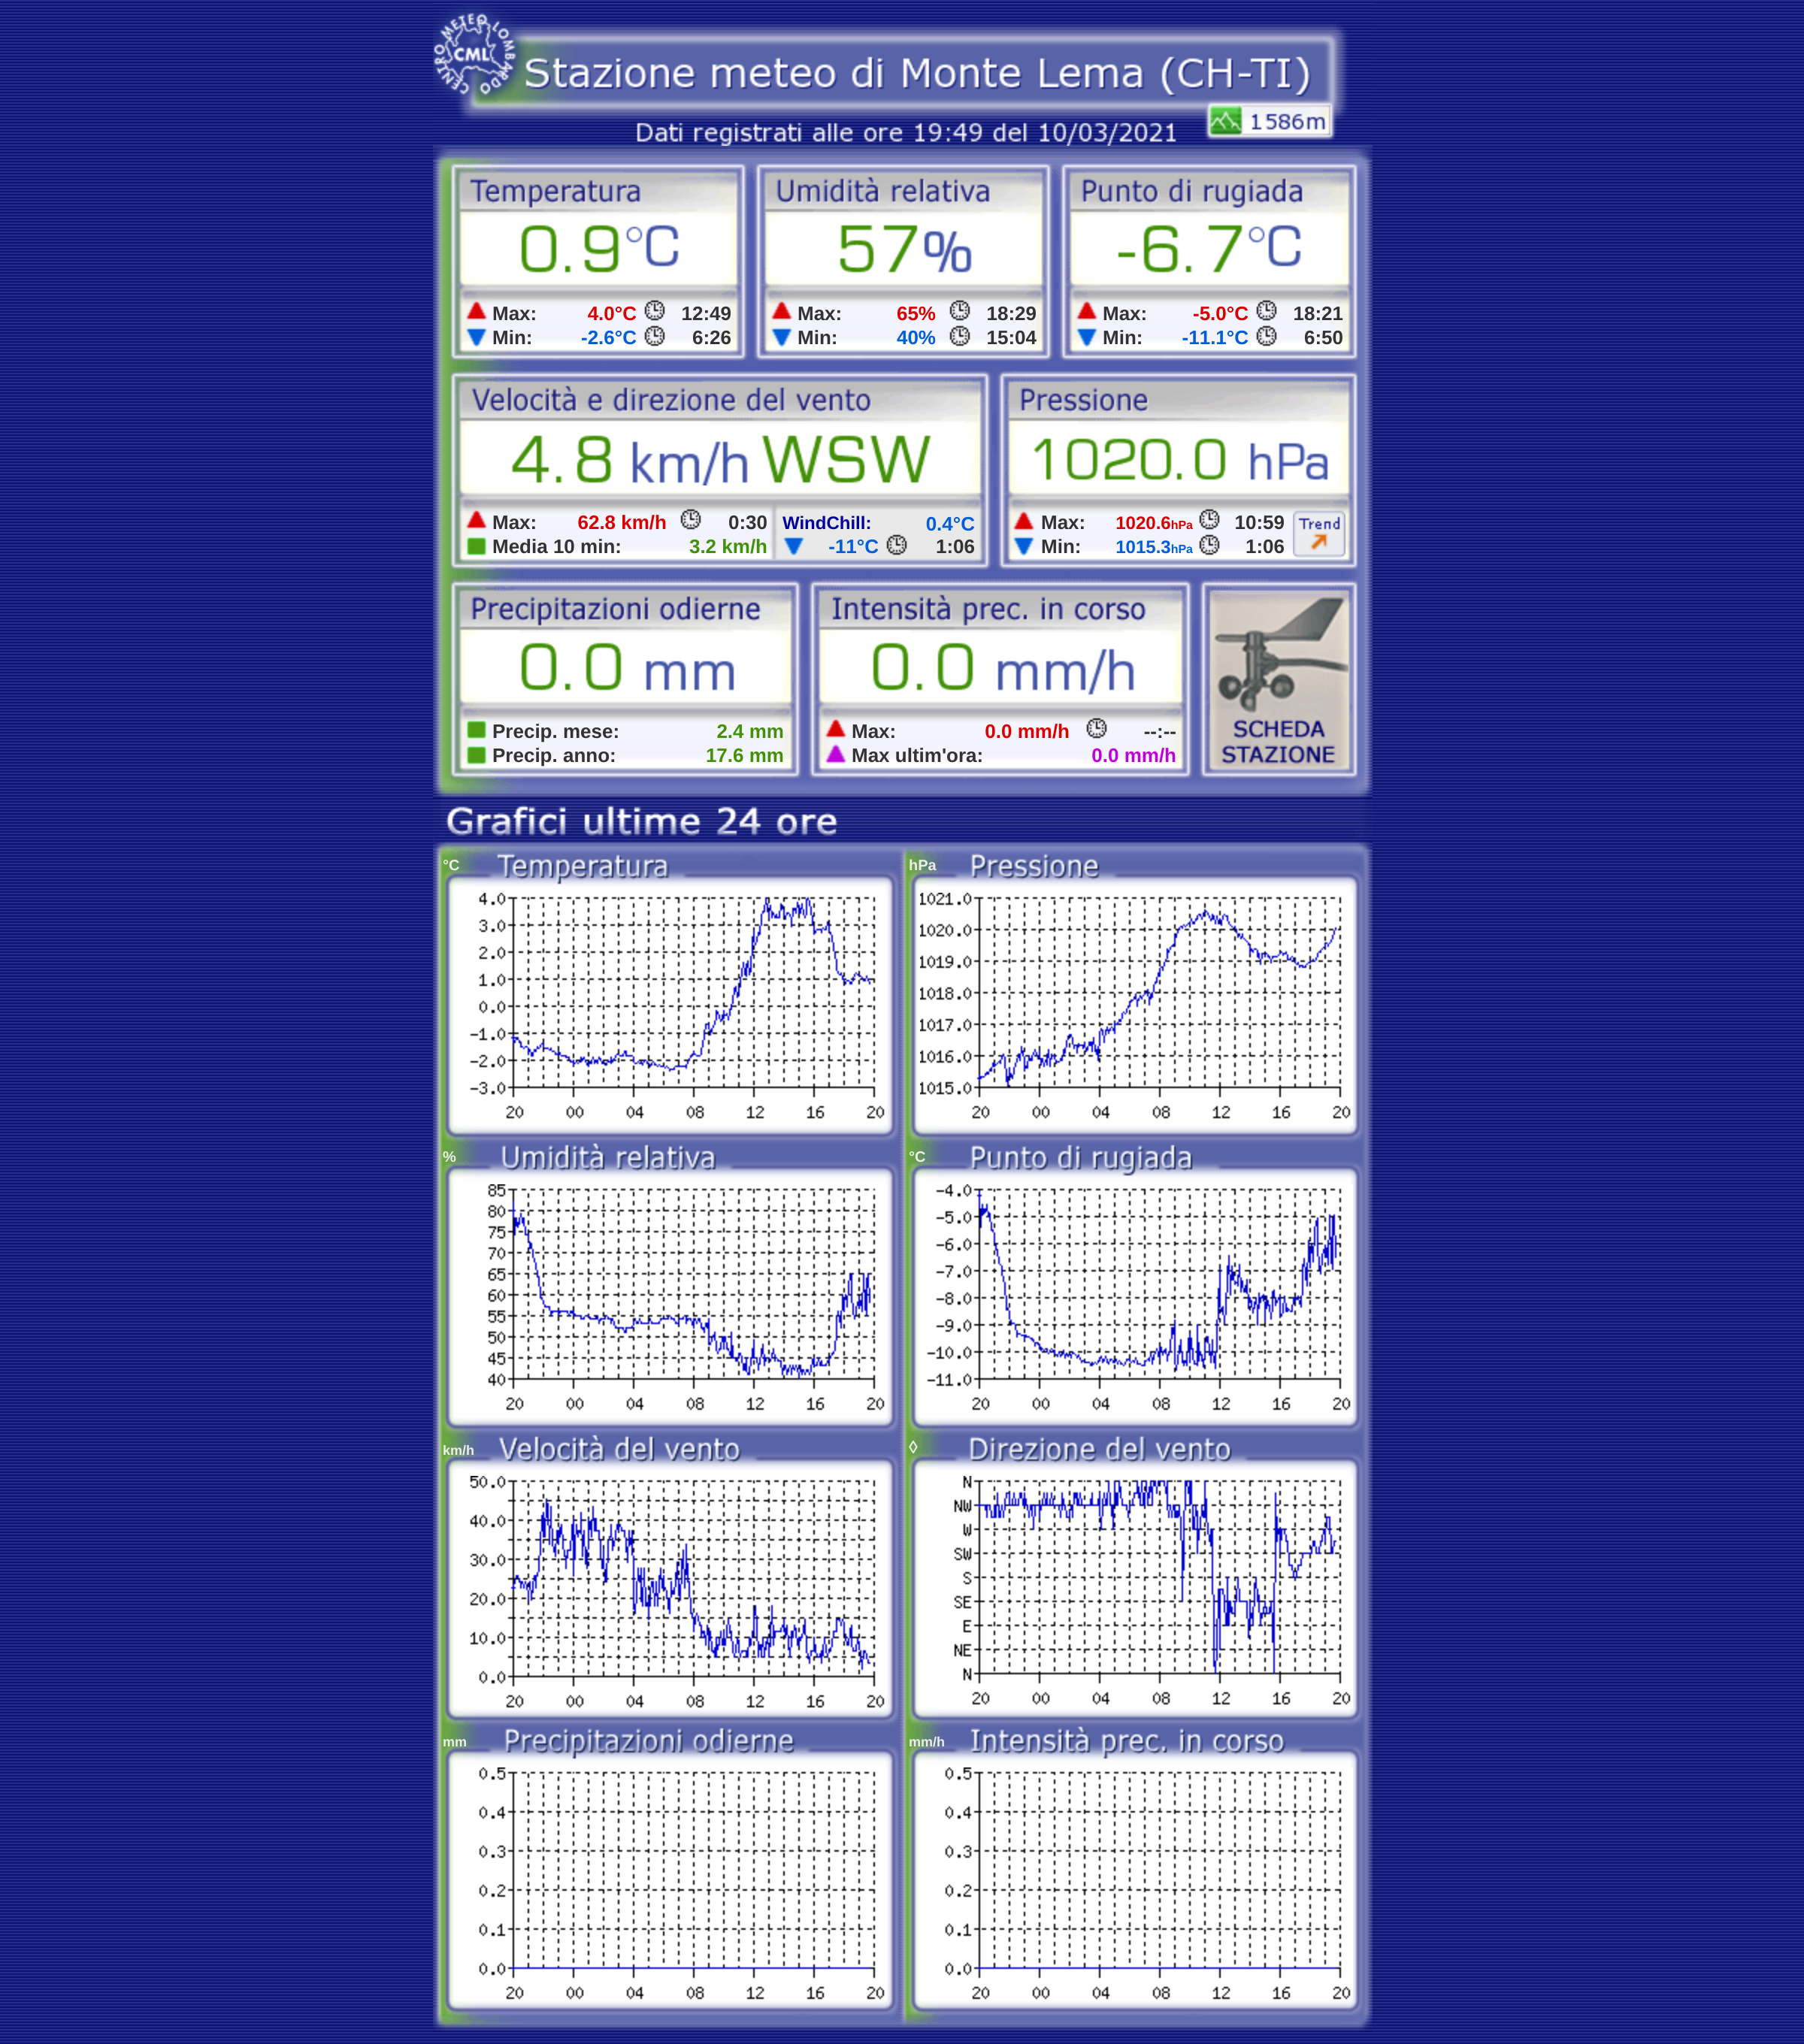 CENTRO METEO LOMBARDO
CML
Stazione meteo di Monte Lema (CH-TI)
1586m
Dati registrati alle ore 19:49 del 10/03/2021
Temperatura
0.9°C
Max: 4.0°C 12:49
Min: -2.6°C 6:26
Umidità relativa
57%
Max: 65% 18:29
Min: 40% 15:04
Punto di rugiada
-6.7°C
Max: -5.0°C 18:21
Min: -11.1°C 6:50
Velocità e direzione del vento
4.8 km/h WSW
Max: 62.8 km/h 0:30
Media 10 min: 3.2 km/h
WindChill: 0.4°C
-11°C 1:06
Pressione
1020.0 hPa
Max: 1020.6hPa 10:59
Min: 1015.3hPa 1:06
Trend
Precipitazioni odierne
0.0 mm
Precip. mese: 2.4 mm
Precip. anno: 17.6 mm
Intensità prec. in corso
0.0 mm/h
Max: 0.0 mm/h --:--
Max ultim'ora: 0.0 mm/h
SCHEDA
STAZIONE
Grafici ultime 24 ore
°C Temperatura
4.0
3.0
2.0
1.0
0.0
-1.0
-2.0
-3.0
20 00 04 08 12 16 20
hPa Pressione
1021.0
1020.0
1019.0
1018.0
1017.0
1016.0
1015.0
20 00 04 08 12 16 20
% Umidità relativa
85
80
75
70
65
60
55
50
45
40
20 00 04 08 12 16 20
°C Punto di rugiada
-4.0
-5.0
-6.0
-7.0
-8.0
-9.0
-10.0
-11.0
20 00 04 08 12 16 20
km/h Velocità del vento
50.0
40.0
30.0
20.0
10.0
0.0
20 00 04 08 12 16 20
◊ Direzione del vento
N
NW
W
SW
S
SE
E
NE
N
20 00 04 08 12 16 20
mm Precipitazioni odierne
0.5
0.4
0.3
0.2
0.1
0.0
20 00 04 08 12 16 20
mm/h Intensità prec. in corso
0.5
0.4
0.3
0.2
0.1
0.0
20 00 04 08 12 16 20